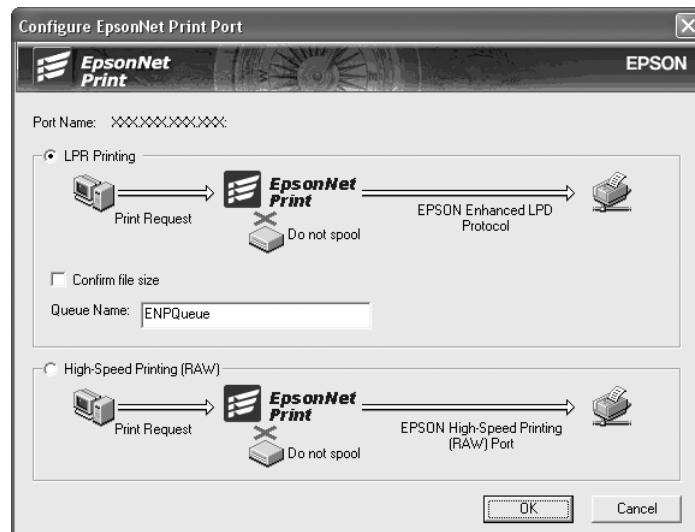 Configure EpsonNet Print Port
EpsonNet
Print
EPSON
Port Name: XXX.XXX.XXX.XXX:
LPR Printing
Print Request
EpsonNet
Print
Do not spool
EPSON Enhanced LPD
Protocol
Confirm file size
Queue Name: ENPQueue
High-Speed Printing (RAW)
Print Request
EpsonNet
Print
Do not spool
EPSON High-Speed Printing
(RAW) Port
OK
Cancel